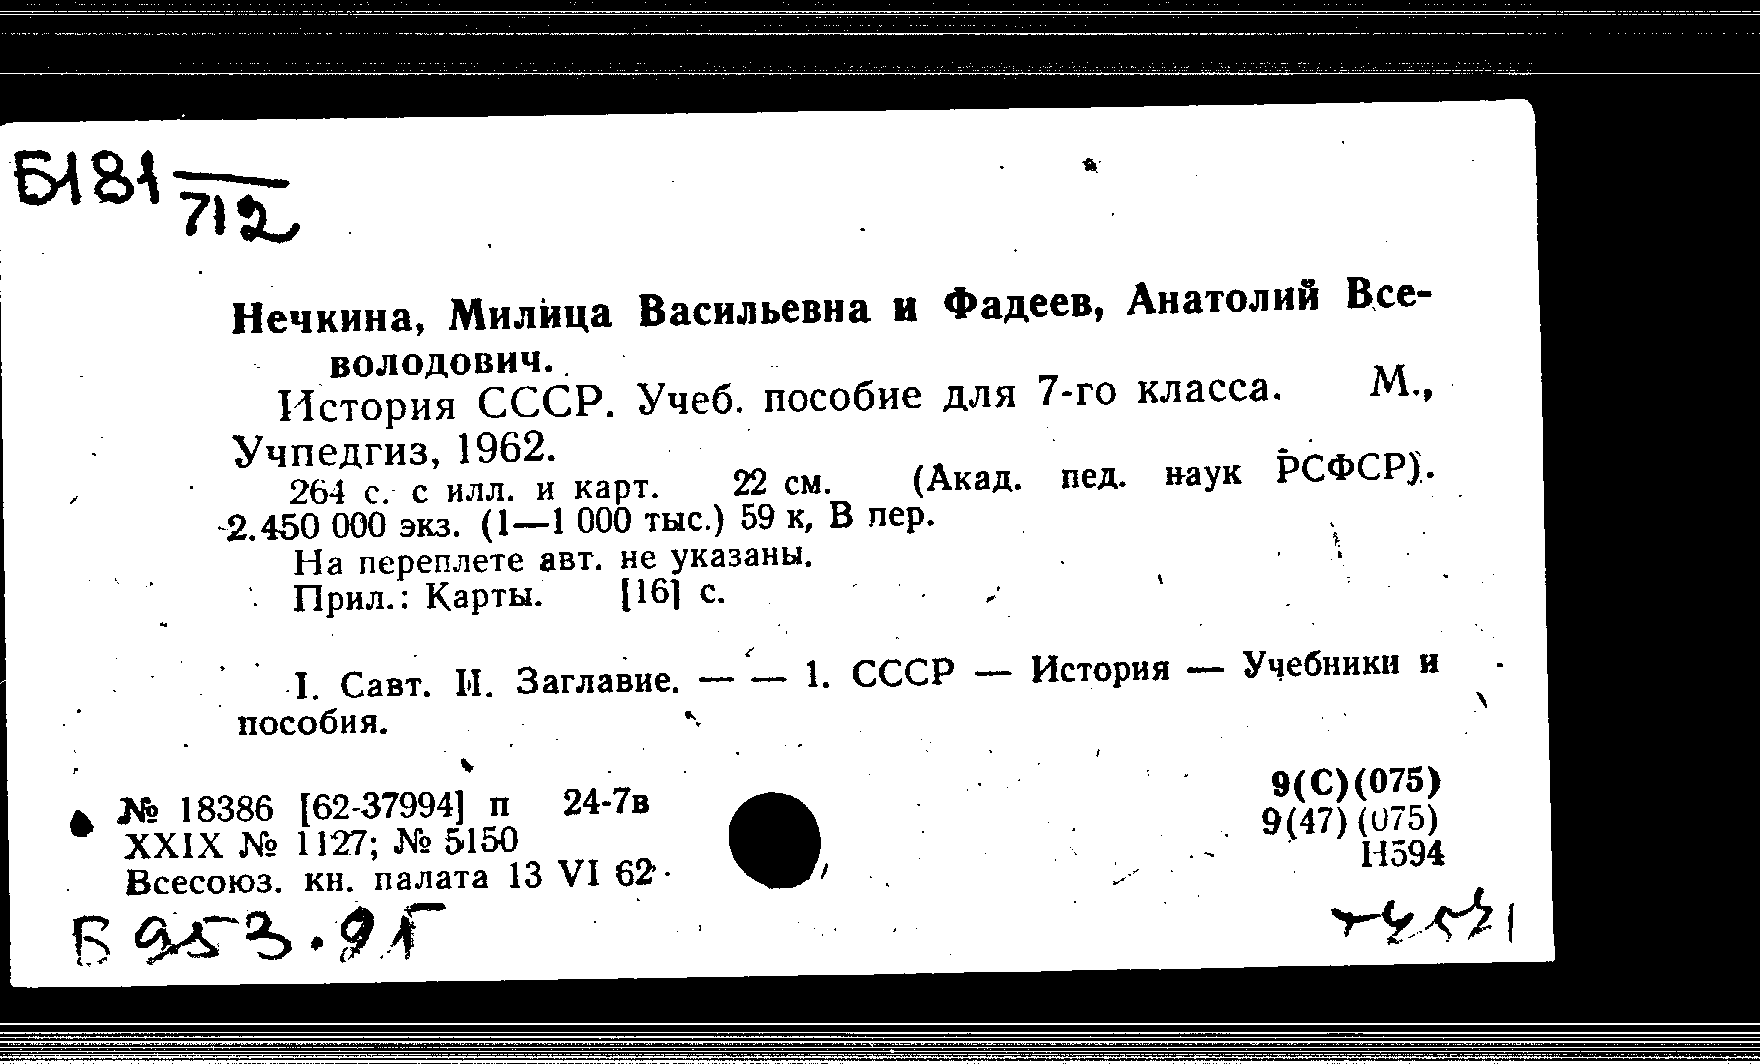 Б181
712
Нечкина, Милица Васильевна и Фадеев, Анатолий Все-
володович.
История СССР. Учеб. пособие для 7-го класса. М.,
Учпедгиз, 1962.
264 с. с илл. и карт. 22 см. (Акад. пед. наук РСФСР).
2.450 000 экз. (1—1 000 тыс.) 59 к, В пер.
На переплете авт. не указаны.
Прил.: Карты. [16] с.
I. Савт. II. Заглавие. — — 1. СССР — История — Учебники и
пособия.
9(С)(075)
№ 18386 [62-37994] п 24-7в
9(47)(075)
XXIX № 1127; № 5150
Н594
Всесоюз. кн. палата 13 VI 62
Б 953.